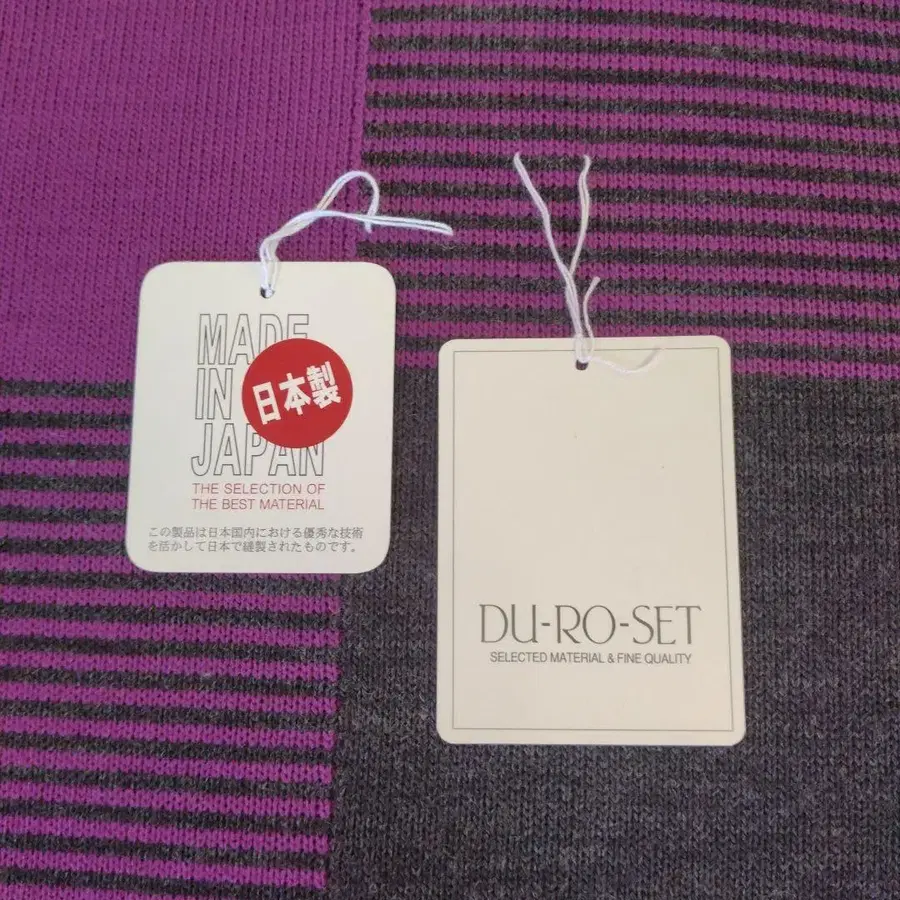 MADE
IN
JAPAN
日本製
THE SELECTION OF
THE BEST MATERIAL
この製品は日本国内における優秀な技術
を活かして日本で縫製されたものです。
DU-RO-SET
SELECTED MATERIAL & FINE QUALITY